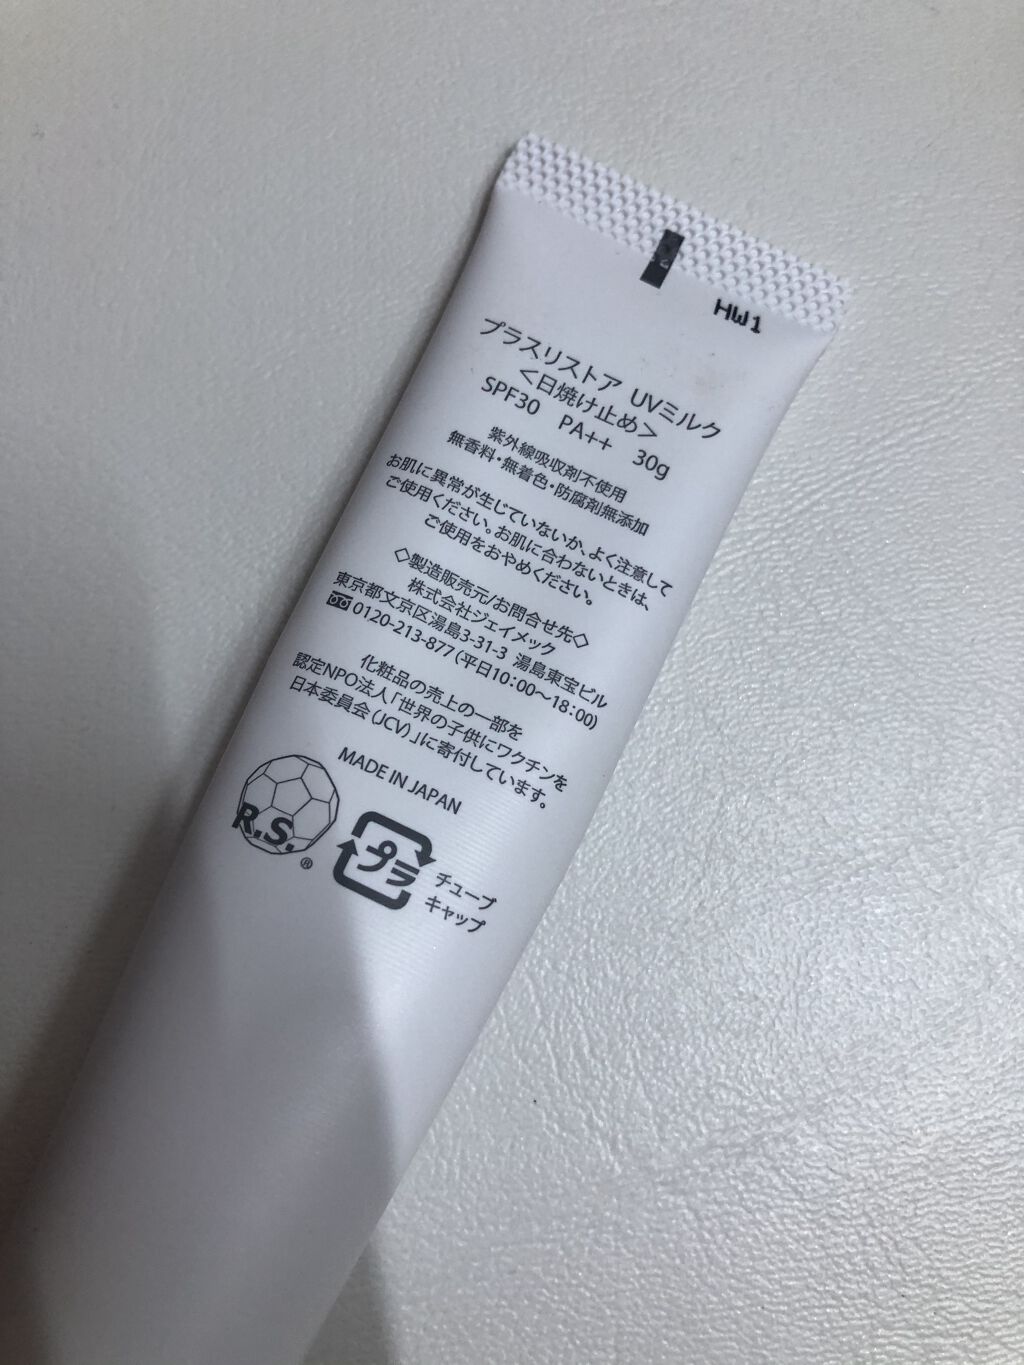 HW1
プラスリストア UVミルク
＜日焼け止め＞
SPF30 PA++ 30g
紫外線吸収剤不使用
無香料・無着色・防腐剤無添加
お肌に異常が生じていないか、よく注意して
ご使用ください。お肌に合わないときは、
ご使用をおやめください。
◇製造販売元/お問合せ先◇
株式会社ジェイメック
東京都文京区湯島3-31-3 湯島東宝ビル
0120-213-877(平日10:00〜18:00)
化粧品の売上の一部を
認定NPO法人「世界の子供にワクチンを
日本委員会(JCV)」に寄付しています。
MADE IN JAPAN
R.S.®
プラ
チューブ
キャップ